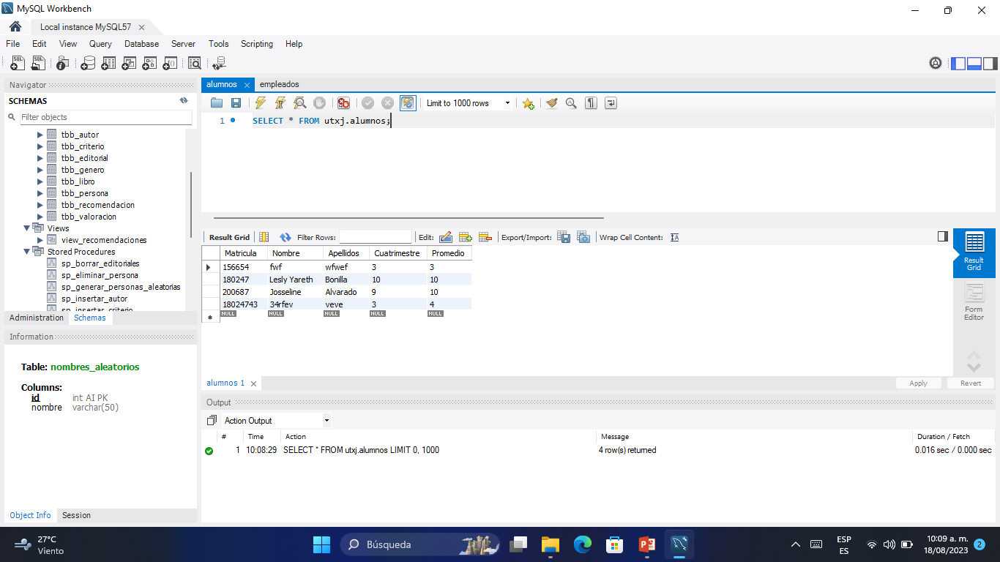 MySQL Workbench
Local instance MySQL57
File Edit View Query Database Server Tools Scripting Help
Navigator
SCHEMAS
Filter objects
tbb_autor
tbb_criterio
tbb_editorial
tbb_genero
tbb_libro
tbb_persona
tbb_recomendacion
tbb_valoracion
Views
view_recomendaciones
Stored Procedures
sp_borrar_editoriales
sp_eliminar_persona
sp_generar_personas_aleatorias
sp_insertar_autor
sp_insertar_criterio
Administration Schemas
Information
Table: nombres_aleatorios
Columns:
id int AI PK
nombre varchar(50)
Object Info Session
alumnos empleados
Limit to 1000 rows
1 SELECT * FROM utxj.alumnos;
Result Grid Filter Rows: Edit: Export/Import: Wrap Cell Content:
Matricula Nombre Apellidos Cuatrimestre Promedio
156654 fwf wfwef 3 3
180247 Lesly Yareth Bonilla 10 10
200687 Josseline Alvarado 9 10
18024743 34rfev veve 3 4
NULL NULL NULL NULL NULL
Result
Grid
Form
Editor
alumnos 1
Apply Revert
Output
Action Output
# Time Action Message Duration / Fetch
1 10:08:29 SELECT * FROM utxj.alumnos LIMIT 0, 1000 4 row(s) returned 0.016 sec / 0.000 sec
27°C
Viento
Búsqueda
ESP
ES
10:09 a. m.
18/08/2023
2